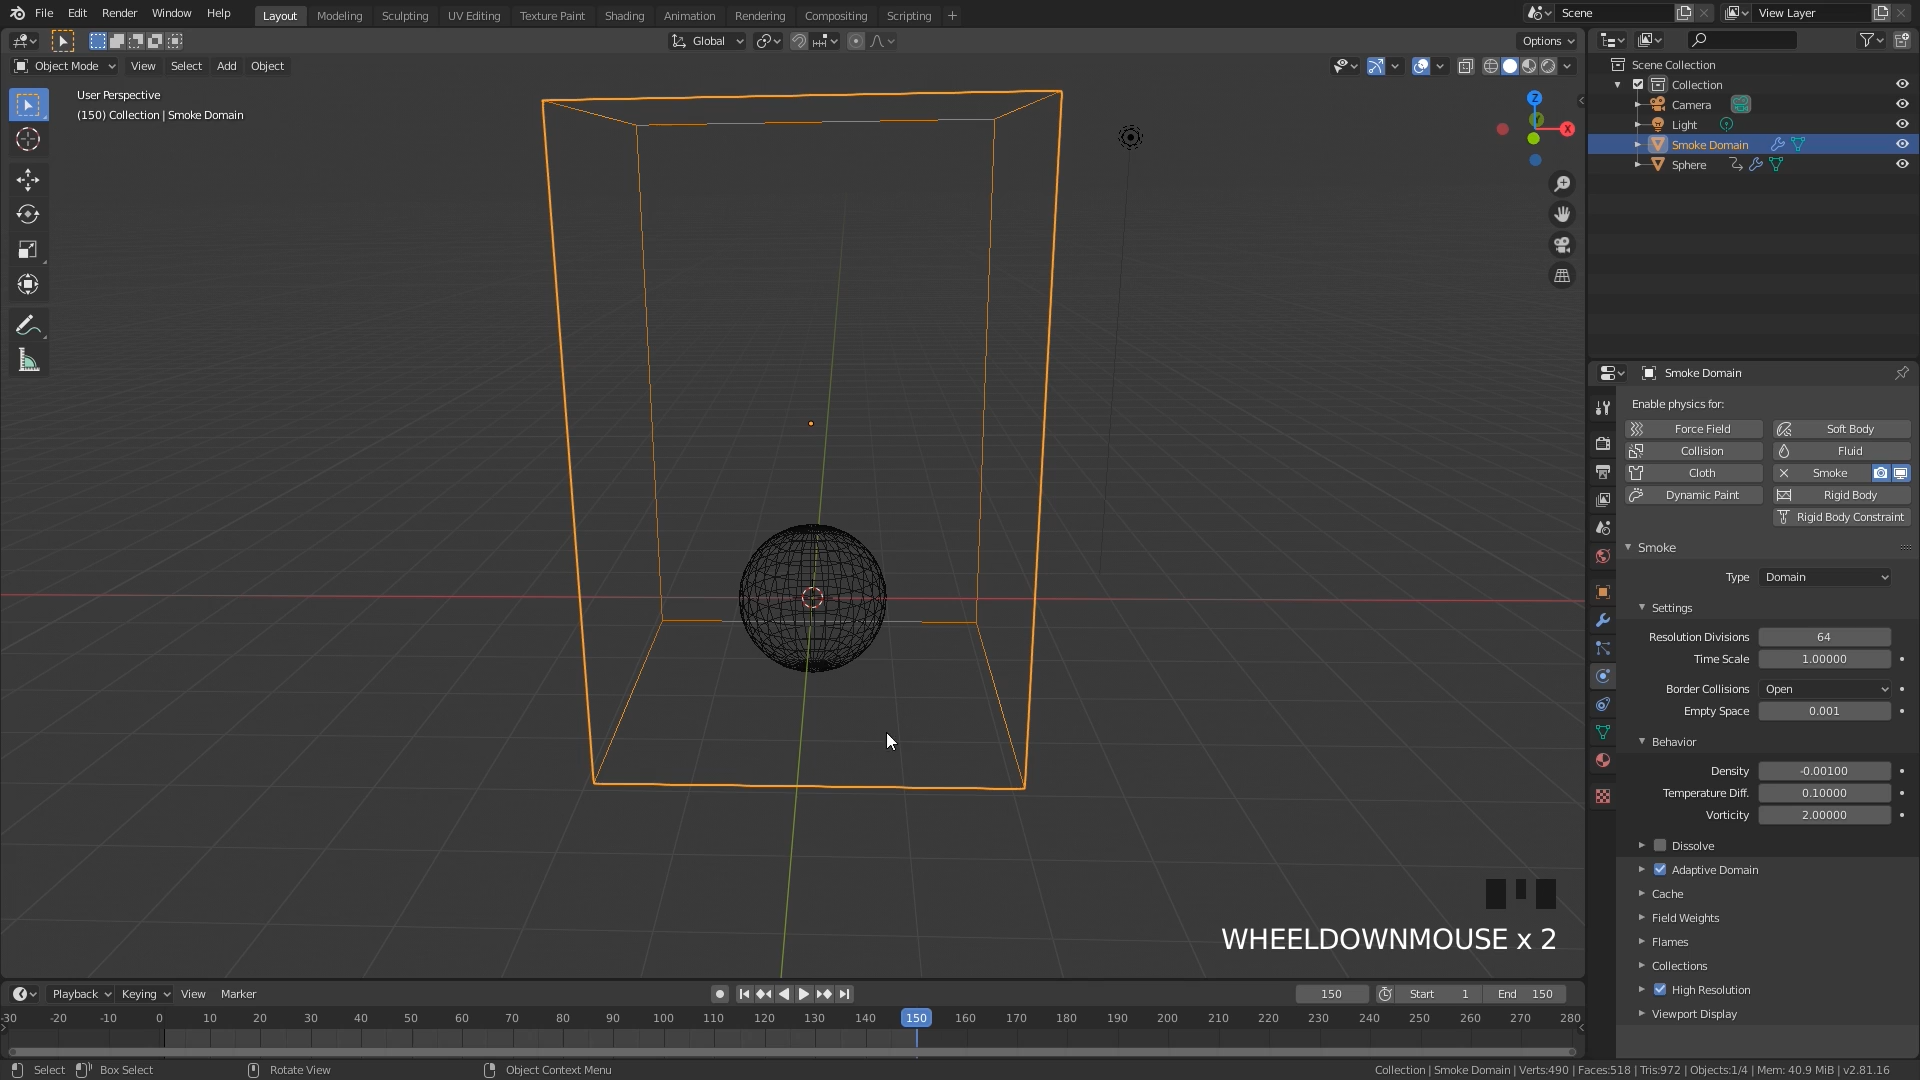 File Edit Render Window Help Layout Modeling Sculpting UV Editing Texture Paint Shading Animation Rendering Compositing Scripting + Scene View Layer
Global Options
Object Mode View Select Add Object
User Perspective
(150) Collection | Smoke Domain
Z
X
Y
Scene Collection
Collection
Camera
Light
Smoke Domain
Sphere
Smoke Domain
Enable physics for:
Force Field Soft Body
Collision Fluid
Cloth Smoke
Dynamic Paint Rigid Body
Rigid Body Constraint
Smoke
Type Domain
Settings
Resolution Divisions 64
Time Scale 1.00000
Border Collisions Open
Empty Space 0.001
Behavior
Density -0.00100
Temperature Diff. 0.10000
Vorticity 2.00000
Dissolve
Adaptive Domain
Cache
Field Weights
Flames
Collections
High Resolution
Viewport Display
WHEELDOWNMOUSE x 2
Playback Keying View Marker 150 Start 1 End 150
-30 -20 -10 0 10 20 30 40 50 60 70 80 90 100 110 120 130 140 150 160 170 180 190 200 210 220 230 240 250 260 270 280
Select Box Select Rotate View Object Context Menu Collection | Smoke Domain | Verts:490 | Faces:518 | Tris:972 | Objects:1/4 | Mem: 40.9 MiB | v2.81.16